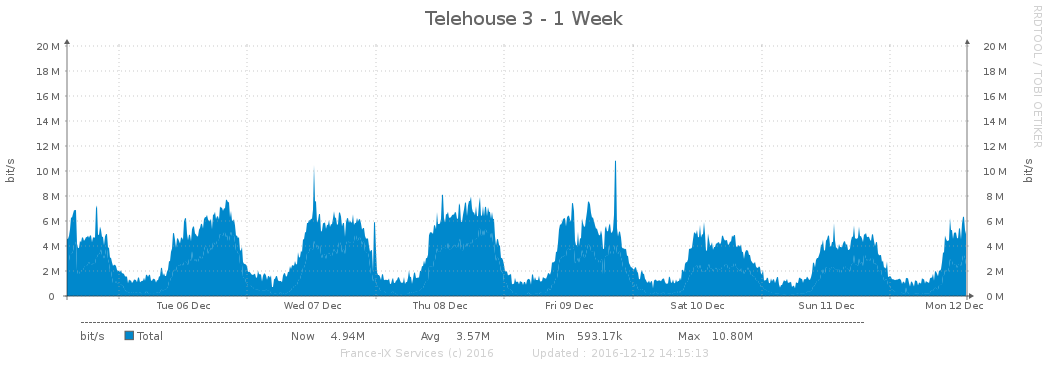 Telehouse 3 - 1 Week
RRDTOOL / TOBI OETIKER
20 M 20 M
18 M 18 M
16 M 16 M
14 M 14 M
12 M 12 M
10 M 10 M
8 M 8 M
6 M 6 M
4 M 4 M
2 M 2 M
0 0 M
bit/s bit/s
Tue 06 Dec Wed 07 Dec Thu 08 Dec Fri 09 Dec Sat 10 Dec Sun 11 Dec Mon 12 Dec
bit/s Total Now 4.94M Avg 3.57M Min 593.17k Max 10.80M
France-IX Services (c) 2016 Updated : 2016-12-12 14:15:13